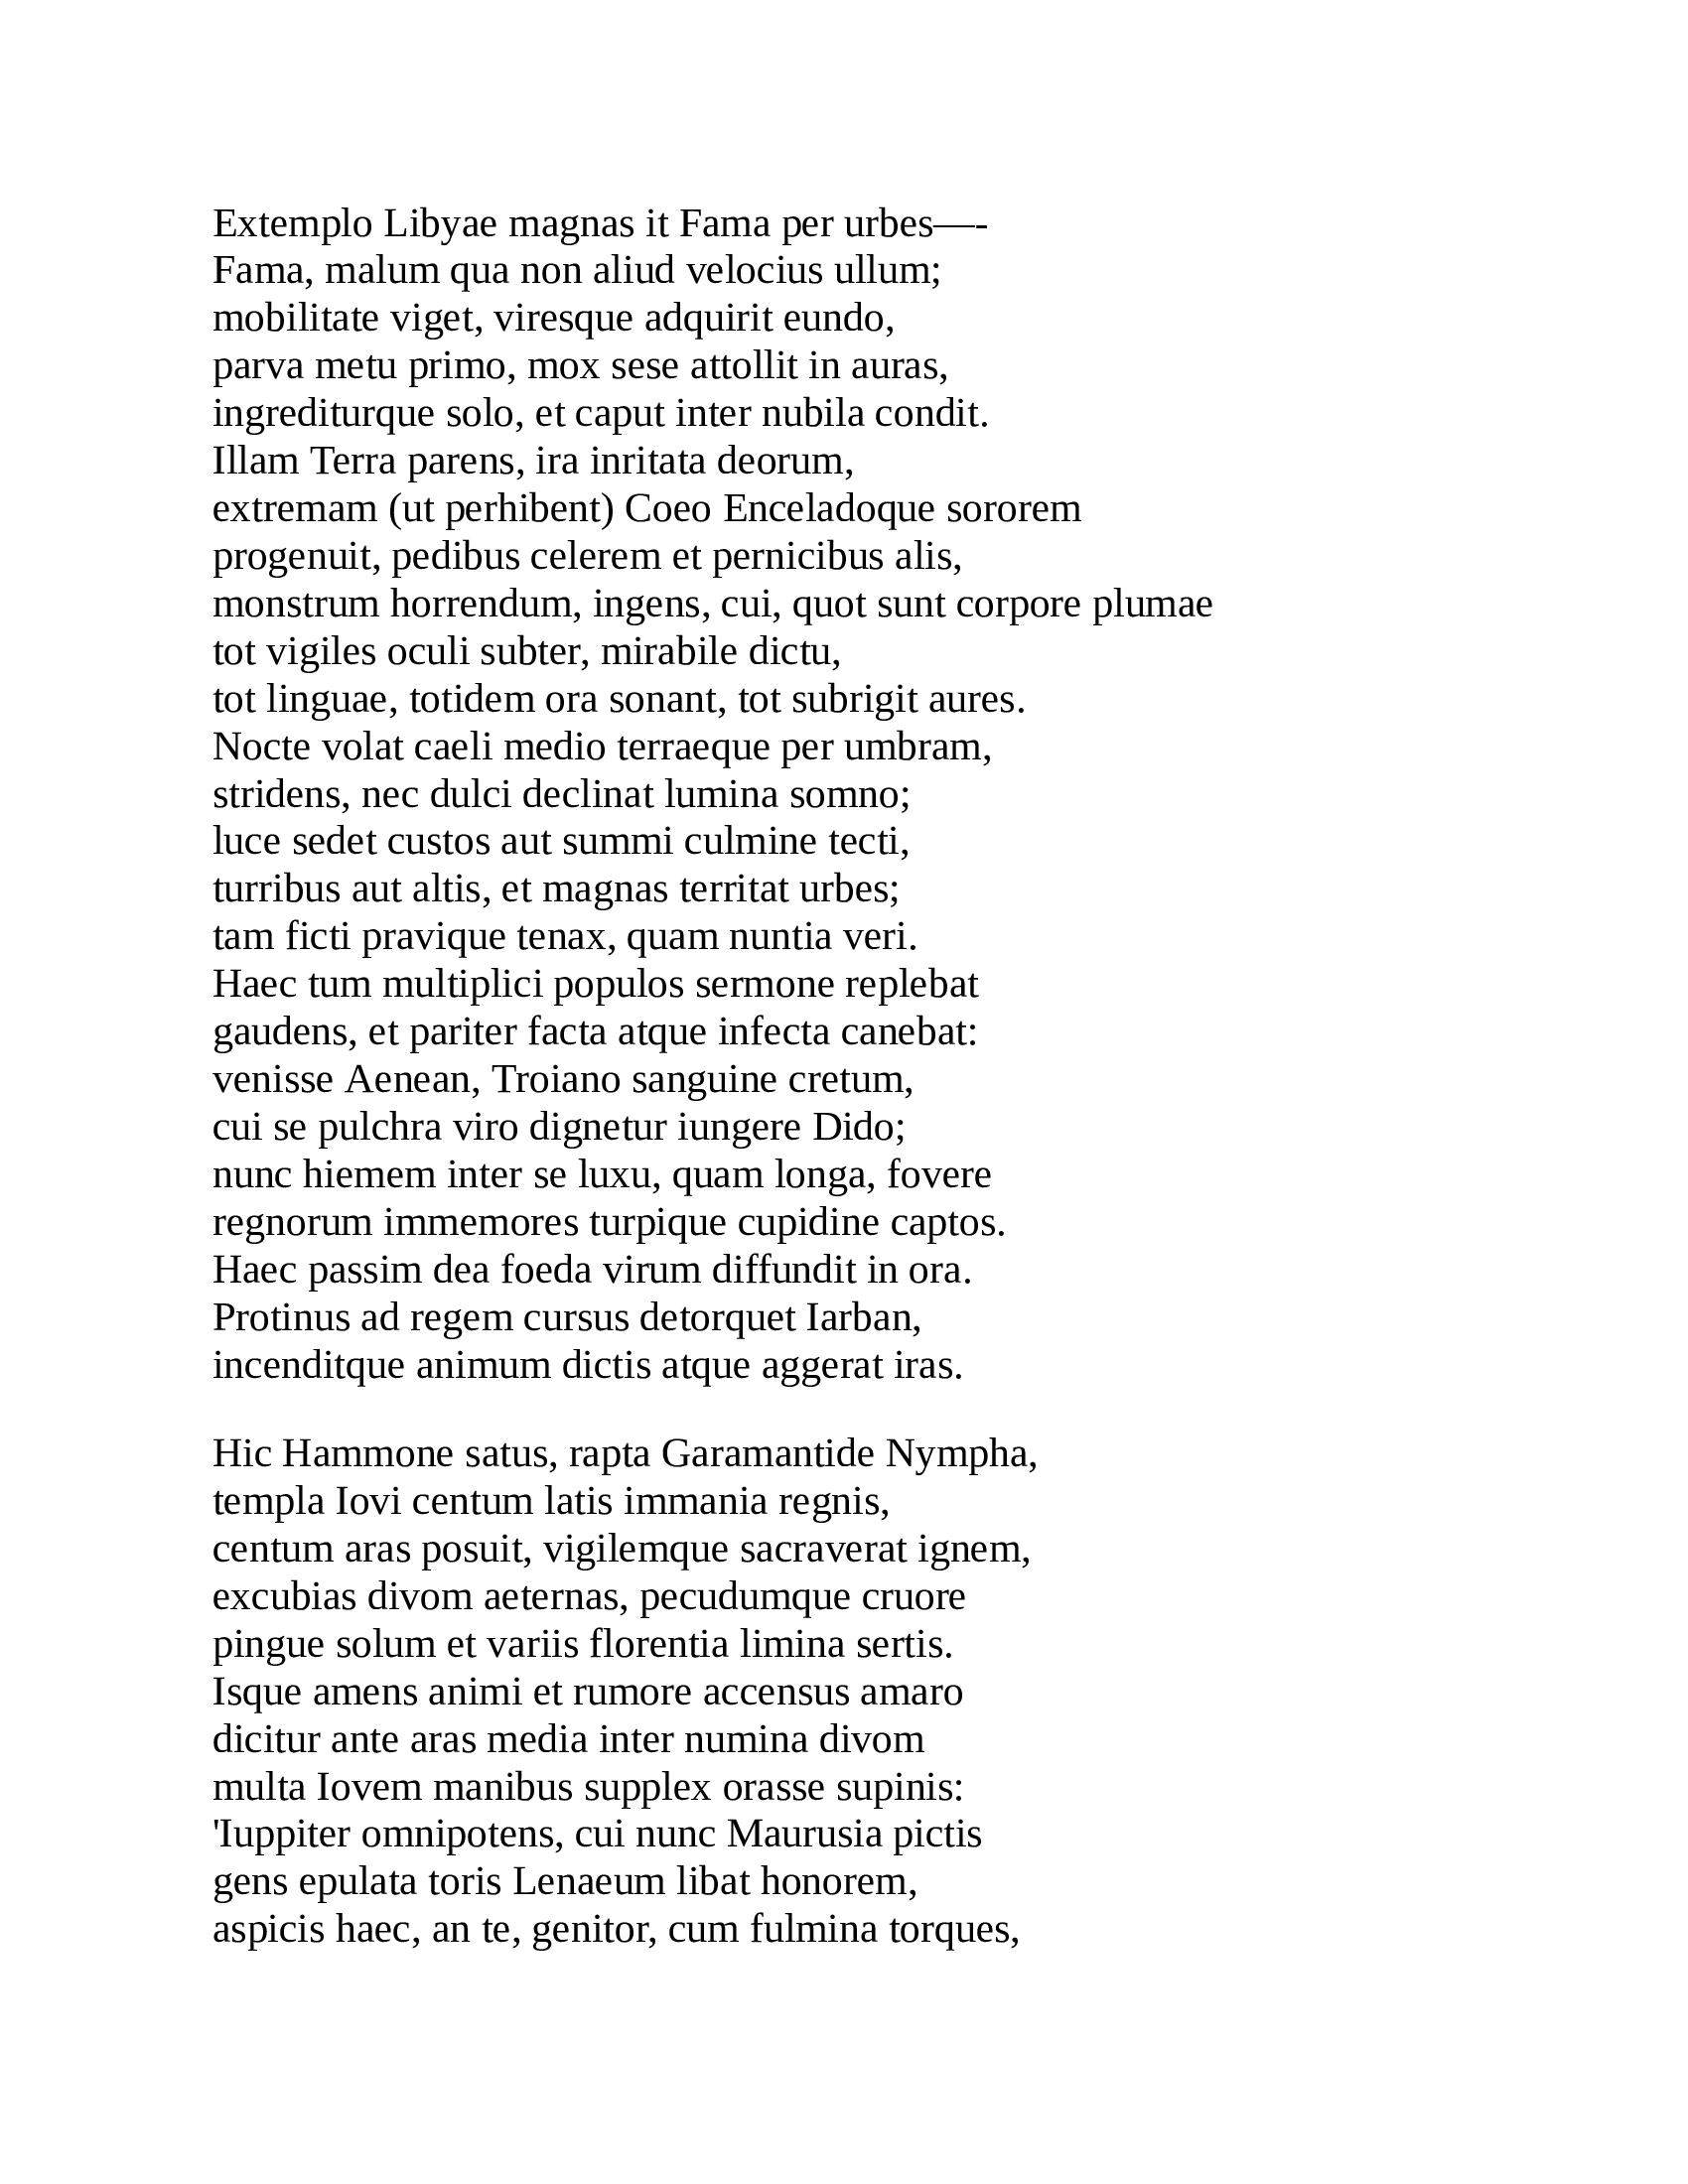 Extemplo Libyae magnas it Fama per urbes—-
Fama, malum qua non aliud velocius ullum;
mobilitate viget, viresque adquirit eundo,
parva metu primo, mox sese attollit in auras,
ingrediturque solo, et caput inter nubila condit.
Illam Terra parens, ira inritata deorum,
extremam (ut perhibent) Coeo Enceladoque sororem
progenuit, pedibus celerem et pernicibus alis,
monstrum horrendum, ingens, cui, quot sunt corpore plumae
tot vigiles oculi subter, mirabile dictu,
tot linguae, totidem ora sonant, tot subrigit aures.
Nocte volat caeli medio terraeque per umbram,
stridens, nec dulci declinat lumina somno;
luce sedet custos aut summi culmine tecti,
turribus aut altis, et magnas territat urbes;
tam ficti pravique tenax, quam nuntia veri.
Haec tum multiplici populos sermone replebat
gaudens, et pariter facta atque infecta canebat:
venisse Aenean, Troiano sanguine cretum,
cui se pulchra viro dignetur iungere Dido;
nunc hiemem inter se luxu, quam longa, fovere
regnorum immemores turpique cupidine captos.
Haec passim dea foeda virum diffundit in ora.
Protinus ad regem cursus detorquet Iarban,
incenditque animum dictis atque aggerat iras.

Hic Hammone satus, rapta Garamantide Nympha,
templa Iovi centum latis immania regnis,
centum aras posuit, vigilemque sacraverat ignem,
excubias divom aeternas, pecudumque cruore
pingue solum et variis florentia limina sertis.
Isque amens animi et rumore accensus amaro
dicitur ante aras media inter numina divom
multa Iovem manibus supplex orasse supinis:
'Iuppiter omnipotens, cui nunc Maurusia pictis
gens epulata toris Lenaeum libat honorem,
aspicis haec, an te, genitor, cum fulmina torques,